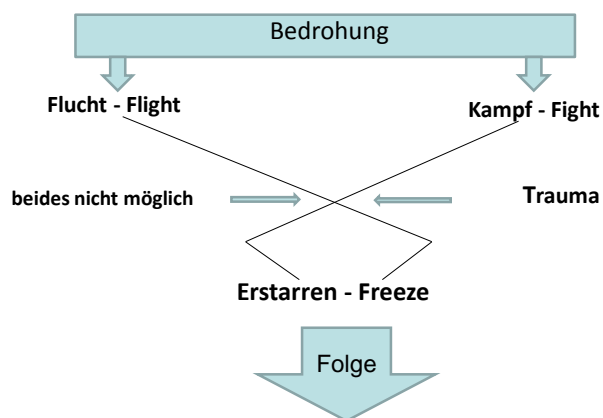 Bedrohung
Flucht - Flight
Kampf - Fight
beides nicht möglich
Trauma
Erstarren - Freeze
Folge